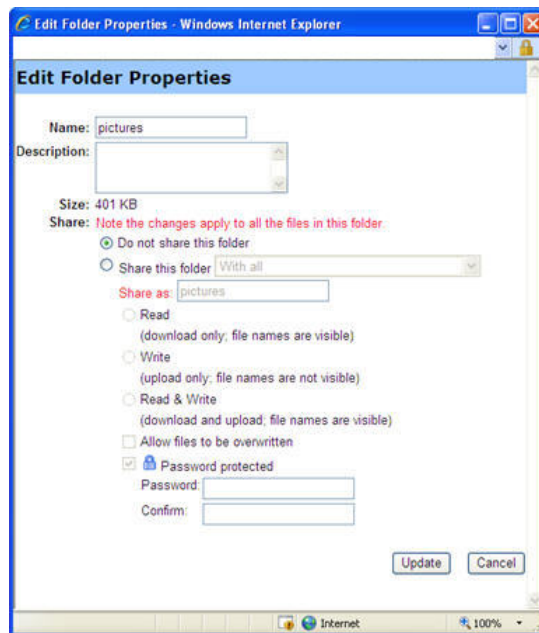 Edit Folder Properties - Windows Internet Explorer
Edit Folder Properties
Name: pictures
Description:
Size: 401 KB
Share: Note the changes apply to all the files in this folder
Do not share this folder
Share this folder With all
Share as: pictures
Read
(download only; file names are visible)
Write
(upload only; file names are not visible)
Read & Write
(download and upload; file names are visible)
Allow files to be overwritten
Password protected
Password:
Confirm:
Update Cancel
Internet 100%